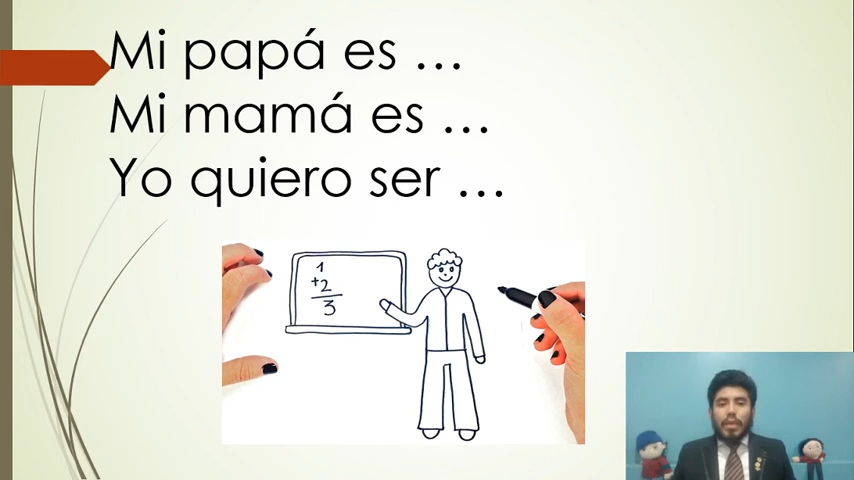 Mi papá es …
Mi mamá es …
Yo quiero ser …
1
+2
3